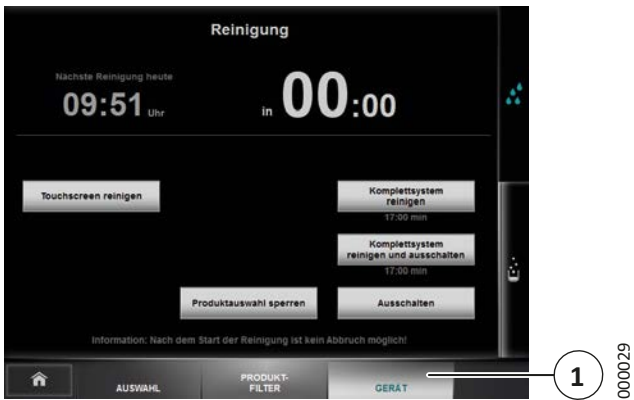 Reinigung
Nächste Reinigung heute
09:51 Uhr
in 00:00
Touchscreen reinigen
Komplettsystem
reinigen
17:00 min
Komplettsystem
reinigen und ausschalten
17:00 min
Produktauswahl sperren
Ausschalten
Information: Nach dem Start der Reinigung ist kein Abbruch möglich!
AUSWAHL
PRODUKT-
FILTER
GERÄT
1
000029